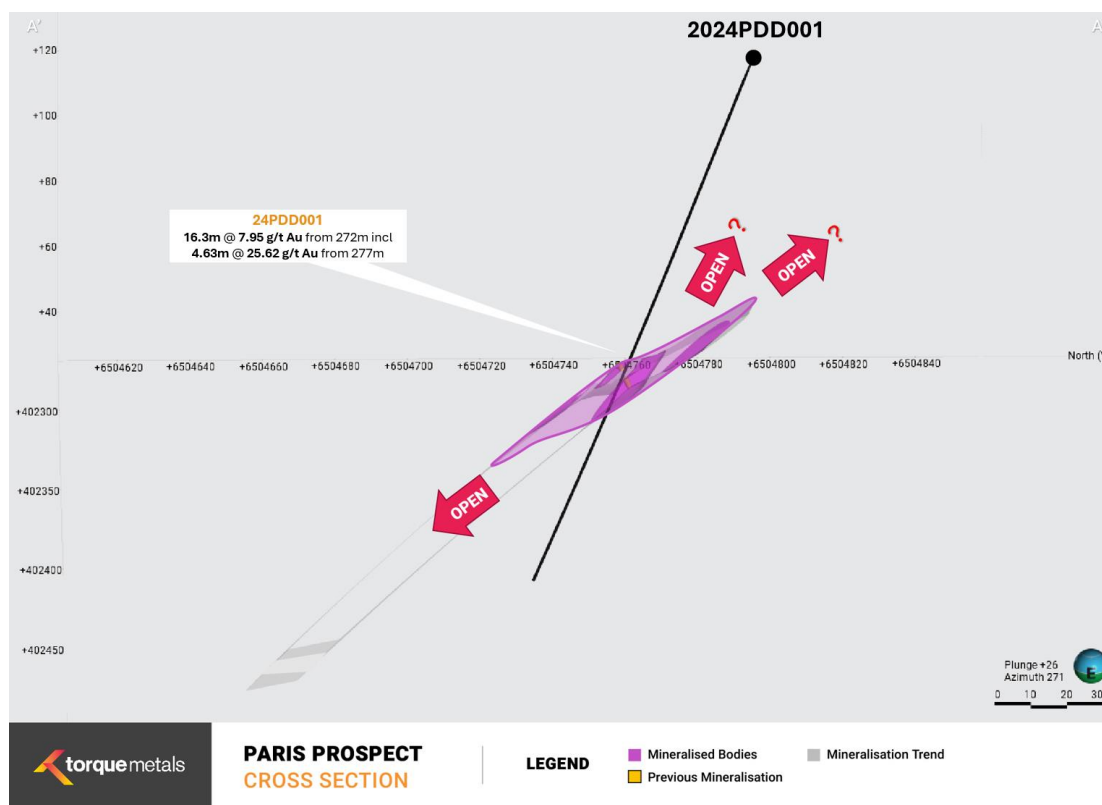 A'
A
2024PDD001
+120
+100
+80
+60
+40
24PDD001
16.3m @ 7.95 g/t Au from 272m incl
4.63m @ 25.62 g/t Au from 277m
?
?
OPEN
OPEN
+6504620 +6504640 +6504660 +6504680 +6504700 +6504720 +6504740 +6504760 +6504780 +6504800 +6504820 +6504840
North (Y
+402300
+402350
+402400
+402450
OPEN
Plunge +26
Azimuth 271
E
0 10 20 30
torquemetals
PARIS PROSPECT
CROSS SECTION
LEGEND
Mineralised Bodies
Mineralisation Trend
Previous Mineralisation